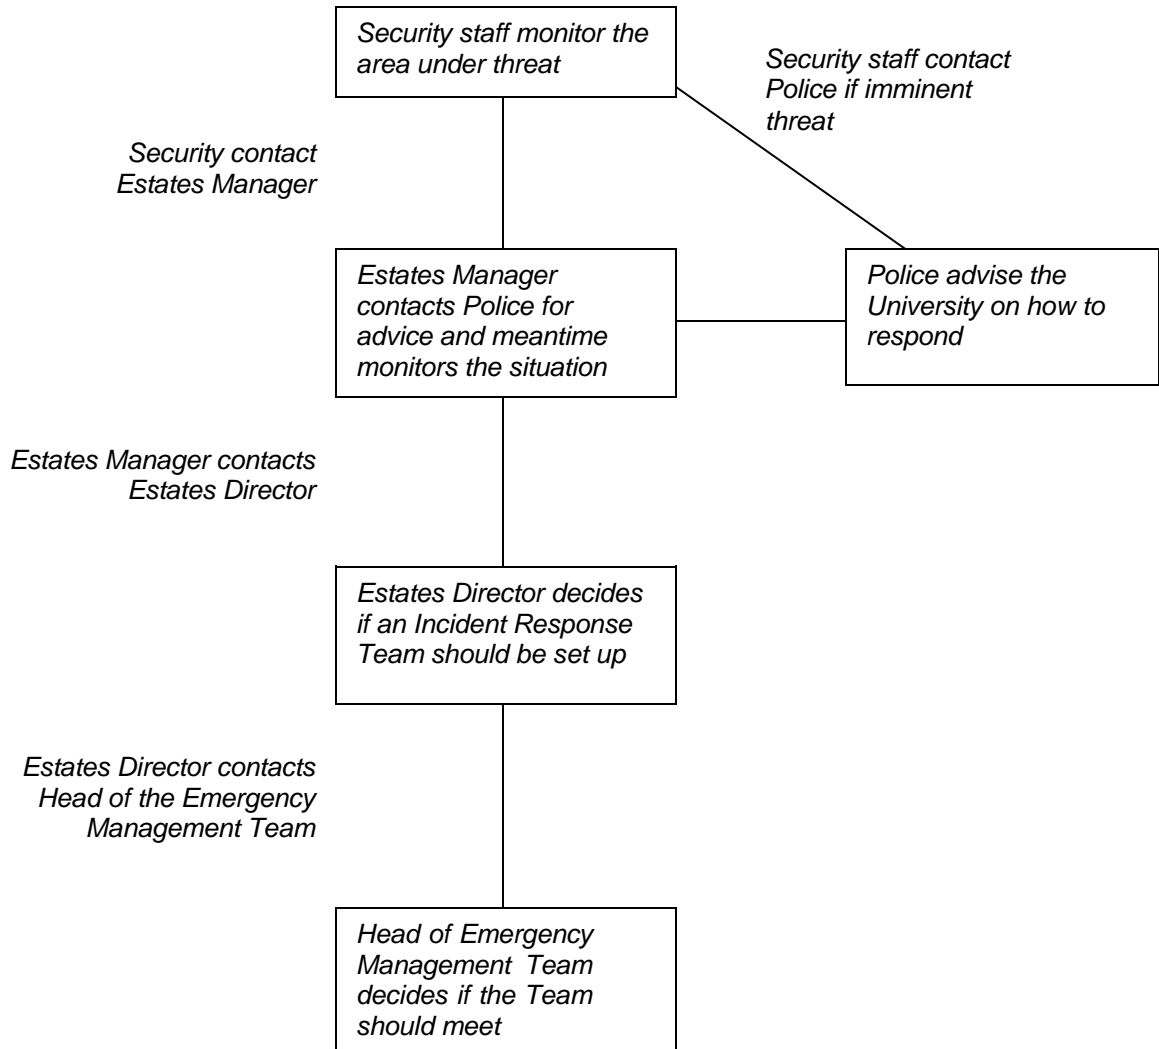 Security staff monitor the
area under threat
Security staff contact
Police if imminent
threat
Security contact
Estates Manager
Estates Manager
contacts Police for
advice and meantime
monitors the situation
Police advise the
University on how to
respond
Estates Manager contacts
Estates Director
Estates Director decides
if an Incident Response
Team should be set up
Estates Director contacts
Head of the Emergency
Management Team
Head of Emergency
Management Team
decides if the Team
should meet